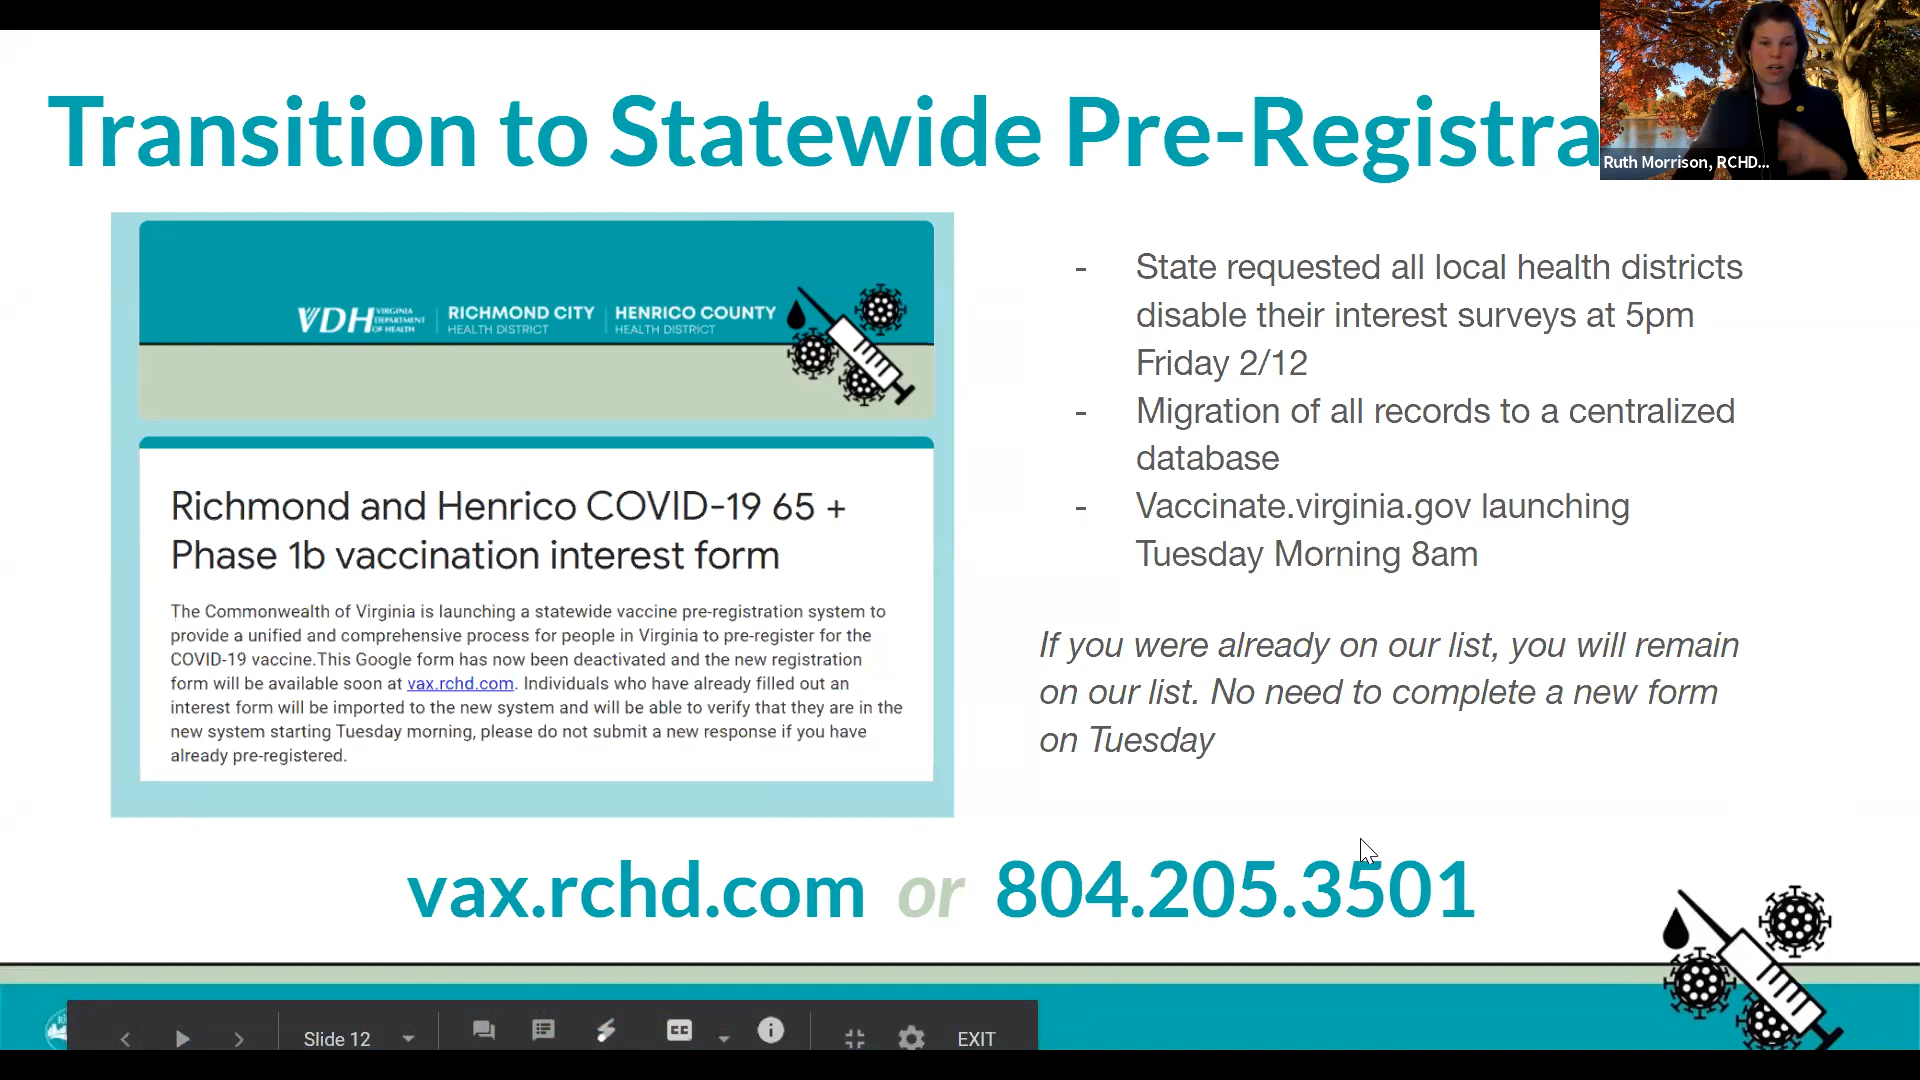 Transition to Statewide Pre-Registra
Ruth Morrison, RCHD...
VDH VIRGINIA DEPARTMENT OF HEALTH
RICHMOND CITY
HEALTH DISTRICT
HENRICO COUNTY
HEALTH DISTRICT
Richmond and Henrico COVID-19 65 +
Phase 1b vaccination interest form
The Commonwealth of Virginia is launching a statewide vaccine pre-registration system to
provide a unified and comprehensive process for people in Virginia to pre-register for the
COVID-19 vaccine.This Google form has now been deactivated and the new registration
form will be available soon at vax.rchd.com. Individuals who have already filled out an
interest form will be imported to the new system and will be able to verify that they are in the
new system starting Tuesday morning, please do not submit a new response if you have
already pre-registered.
- State requested all local health districts
disable their interest surveys at 5pm
Friday 2/12
- Migration of all records to a centralized
database
- Vaccinate.virginia.gov launching
Tuesday Morning 8am
If you were already on our list, you will remain
on our list. No need to complete a new form
on Tuesday
vax.rchd.com or 804.205.3501
Slide 12
CC
EXIT